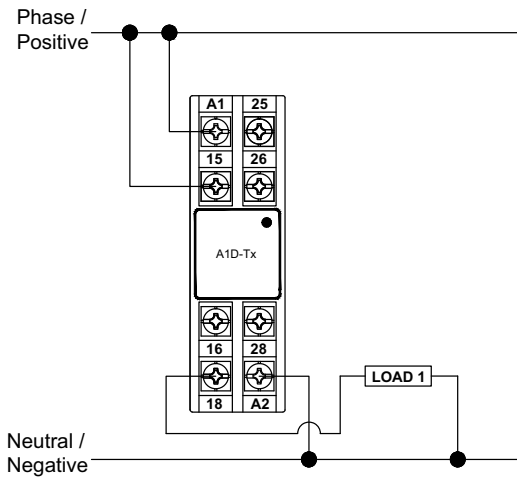 Phase /
Positive
A1 25
15 26
A1D-Tx
16 28
LOAD 1
18 A2
Neutral /
Negative